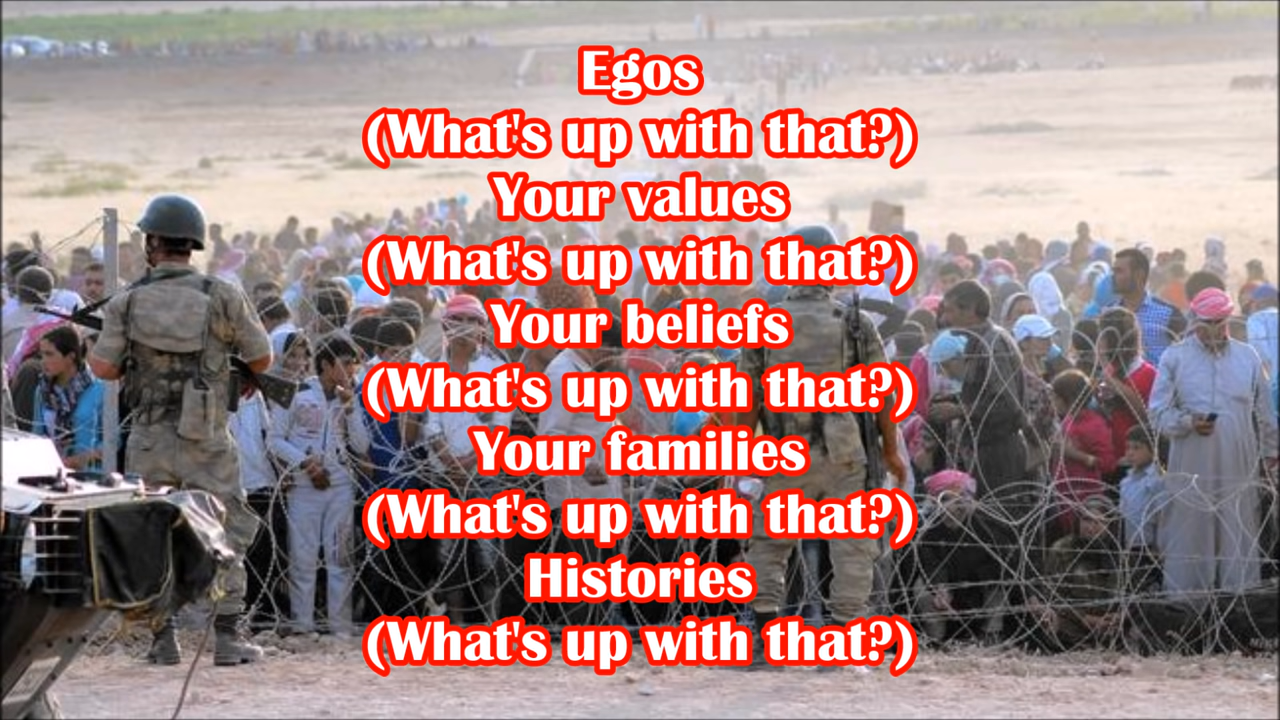 Egos
(What's up with that?)
Your values
(What's up with that?)
Your beliefs
(What's up with that?)
Your families
(What's up with that?)
Histories
(What's up with that?)